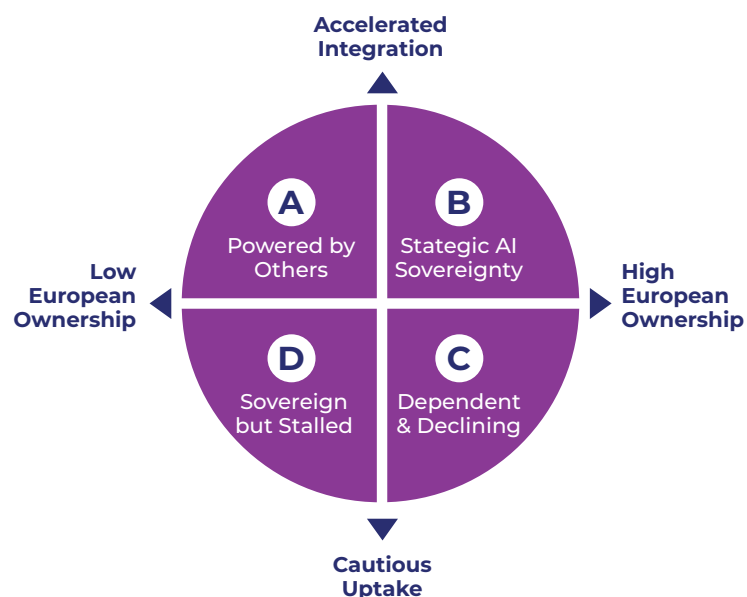 Accelerated
Integration
A
Powered by
Others
B
Stategic AI
Sovereignty
Low
European
Ownership
High
European
Ownership
D
Sovereign
but Stalled
C
Dependent
& Declining
Cautious
Uptake